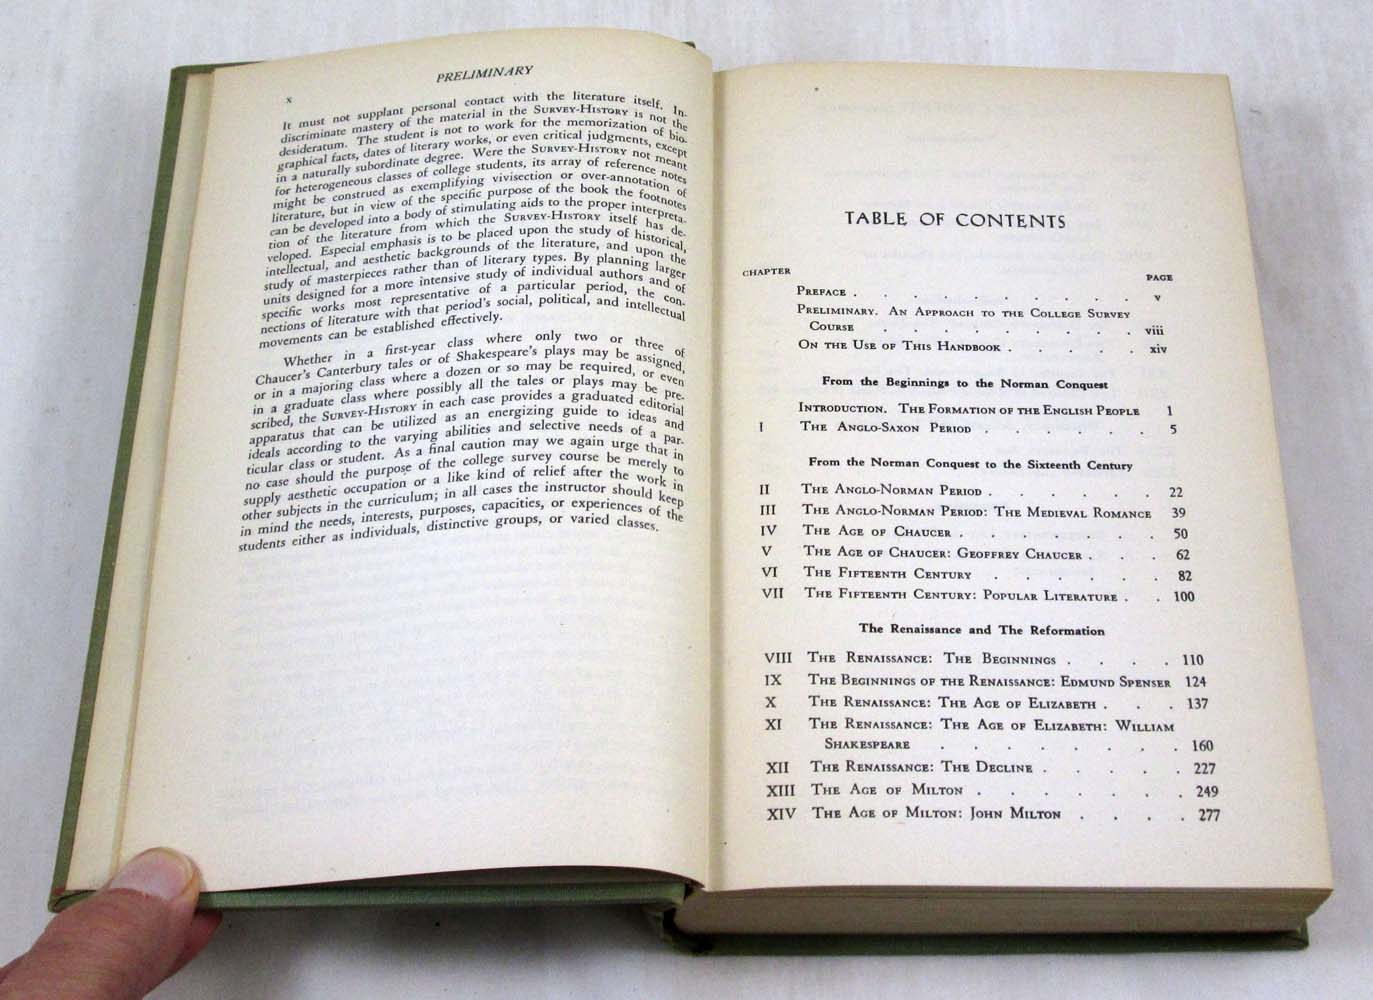 PRELIMINARY
x
It must not supplant personal contact with the literature itself. In-
discriminate mastery of the material in the SURVEY-HISTORY is not the
desideratum. The student is not to work for the memorization of bio-
graphical facts, dates of literary works, or even critical judgments, except
in a naturally subordinate degree. Were the SURVEY-HISTORY not meant
for heterogeneous classes of college students, its array of reference notes
might be construed as exemplifying vivisection or over-annotation of
literature, but in view of the specific purpose of the book the footnotes
can be developed into a body of stimulating aids to the proper interpreta-
tion of the literature from which the SURVEY-HISTORY itself has de-
veloped. Especial emphasis is to be placed upon the study of historical,
intellectual, and aesthetic backgrounds of the literature, and upon the
study of masterpieces rather than of literary types. By planning larger
units designed for a more intensive study of individual authors and of
specific works most representative of a particular period, the con-
nections of literature with that period's social, political, and intellectual
movements can be established effectively.
Whether in a first-year class where only two or three of
Chaucer's Canterbury tales or of Shakespeare's plays may be assigned,
or in a majoring class where a dozen or so may be required, or even
in a graduate class where possibly all the tales or plays may be pre-
scribed, the SURVEY-HISTORY in each case provides a graduated editorial
apparatus that can be utilized as an energizing guide to ideas and
ideals according to the varying abilities and selective needs of a par-
ticular class or student. As a final caution may we again urge that in
no case should the purpose of the college survey course be merely to
supply aesthetic occupation or a like kind of relief after the work in
other subjects in the curriculum; in all cases the instructor should keep
in mind the needs, interests, purposes, capacities, or experiences of the
students either as individuals, distinctive groups, or varied classes.
TABLE OF CONTENTS
CHAPTER PAGE
PREFACE . . . . . . . . . . v
PRELIMINARY. AN APPROACH TO THE COLLEGE SURVEY
COURSE . . . . . . . . . viii
ON THE USE OF THIS HANDBOOK . . . . . xiv
From the Beginnings to the Norman Conquest
INTRODUCTION. THE FORMATION OF THE ENGLISH PEOPLE 1
I THE ANGLO-SAXON PERIOD . . . . . . 5
From the Norman Conquest to the Sixteenth Century
II THE ANGLO-NORMAN PERIOD . . . . . . 22
III THE ANGLO-NORMAN PERIOD: THE MEDIEVAL ROMANCE 39
IV THE AGE OF CHAUCER . . . . . . . 50
V THE AGE OF CHAUCER: GEOFFREY CHAUCER . . . 62
VI THE FIFTEENTH CENTURY . . . . . . 82
VII THE FIFTEENTH CENTURY: POPULAR LITERATURE . . 100
The Renaissance and The Reformation
VIII THE RENAISSANCE: THE BEGINNINGS . . . . 110
IX THE BEGINNINGS OF THE RENAISSANCE: EDMUND SPENSER 124
X THE RENAISSANCE: THE AGE OF ELIZABETH . . . 137
XI THE RENAISSANCE: THE AGE OF ELIZABETH: WILLIAM
SHAKESPEARE . . . . . . . . 160
XII THE RENAISSANCE: THE DECLINE . . . . . 227
XIII THE AGE OF MILTON . . . . . . . 249
XIV THE AGE OF MILTON: JOHN MILTON . . . . 277